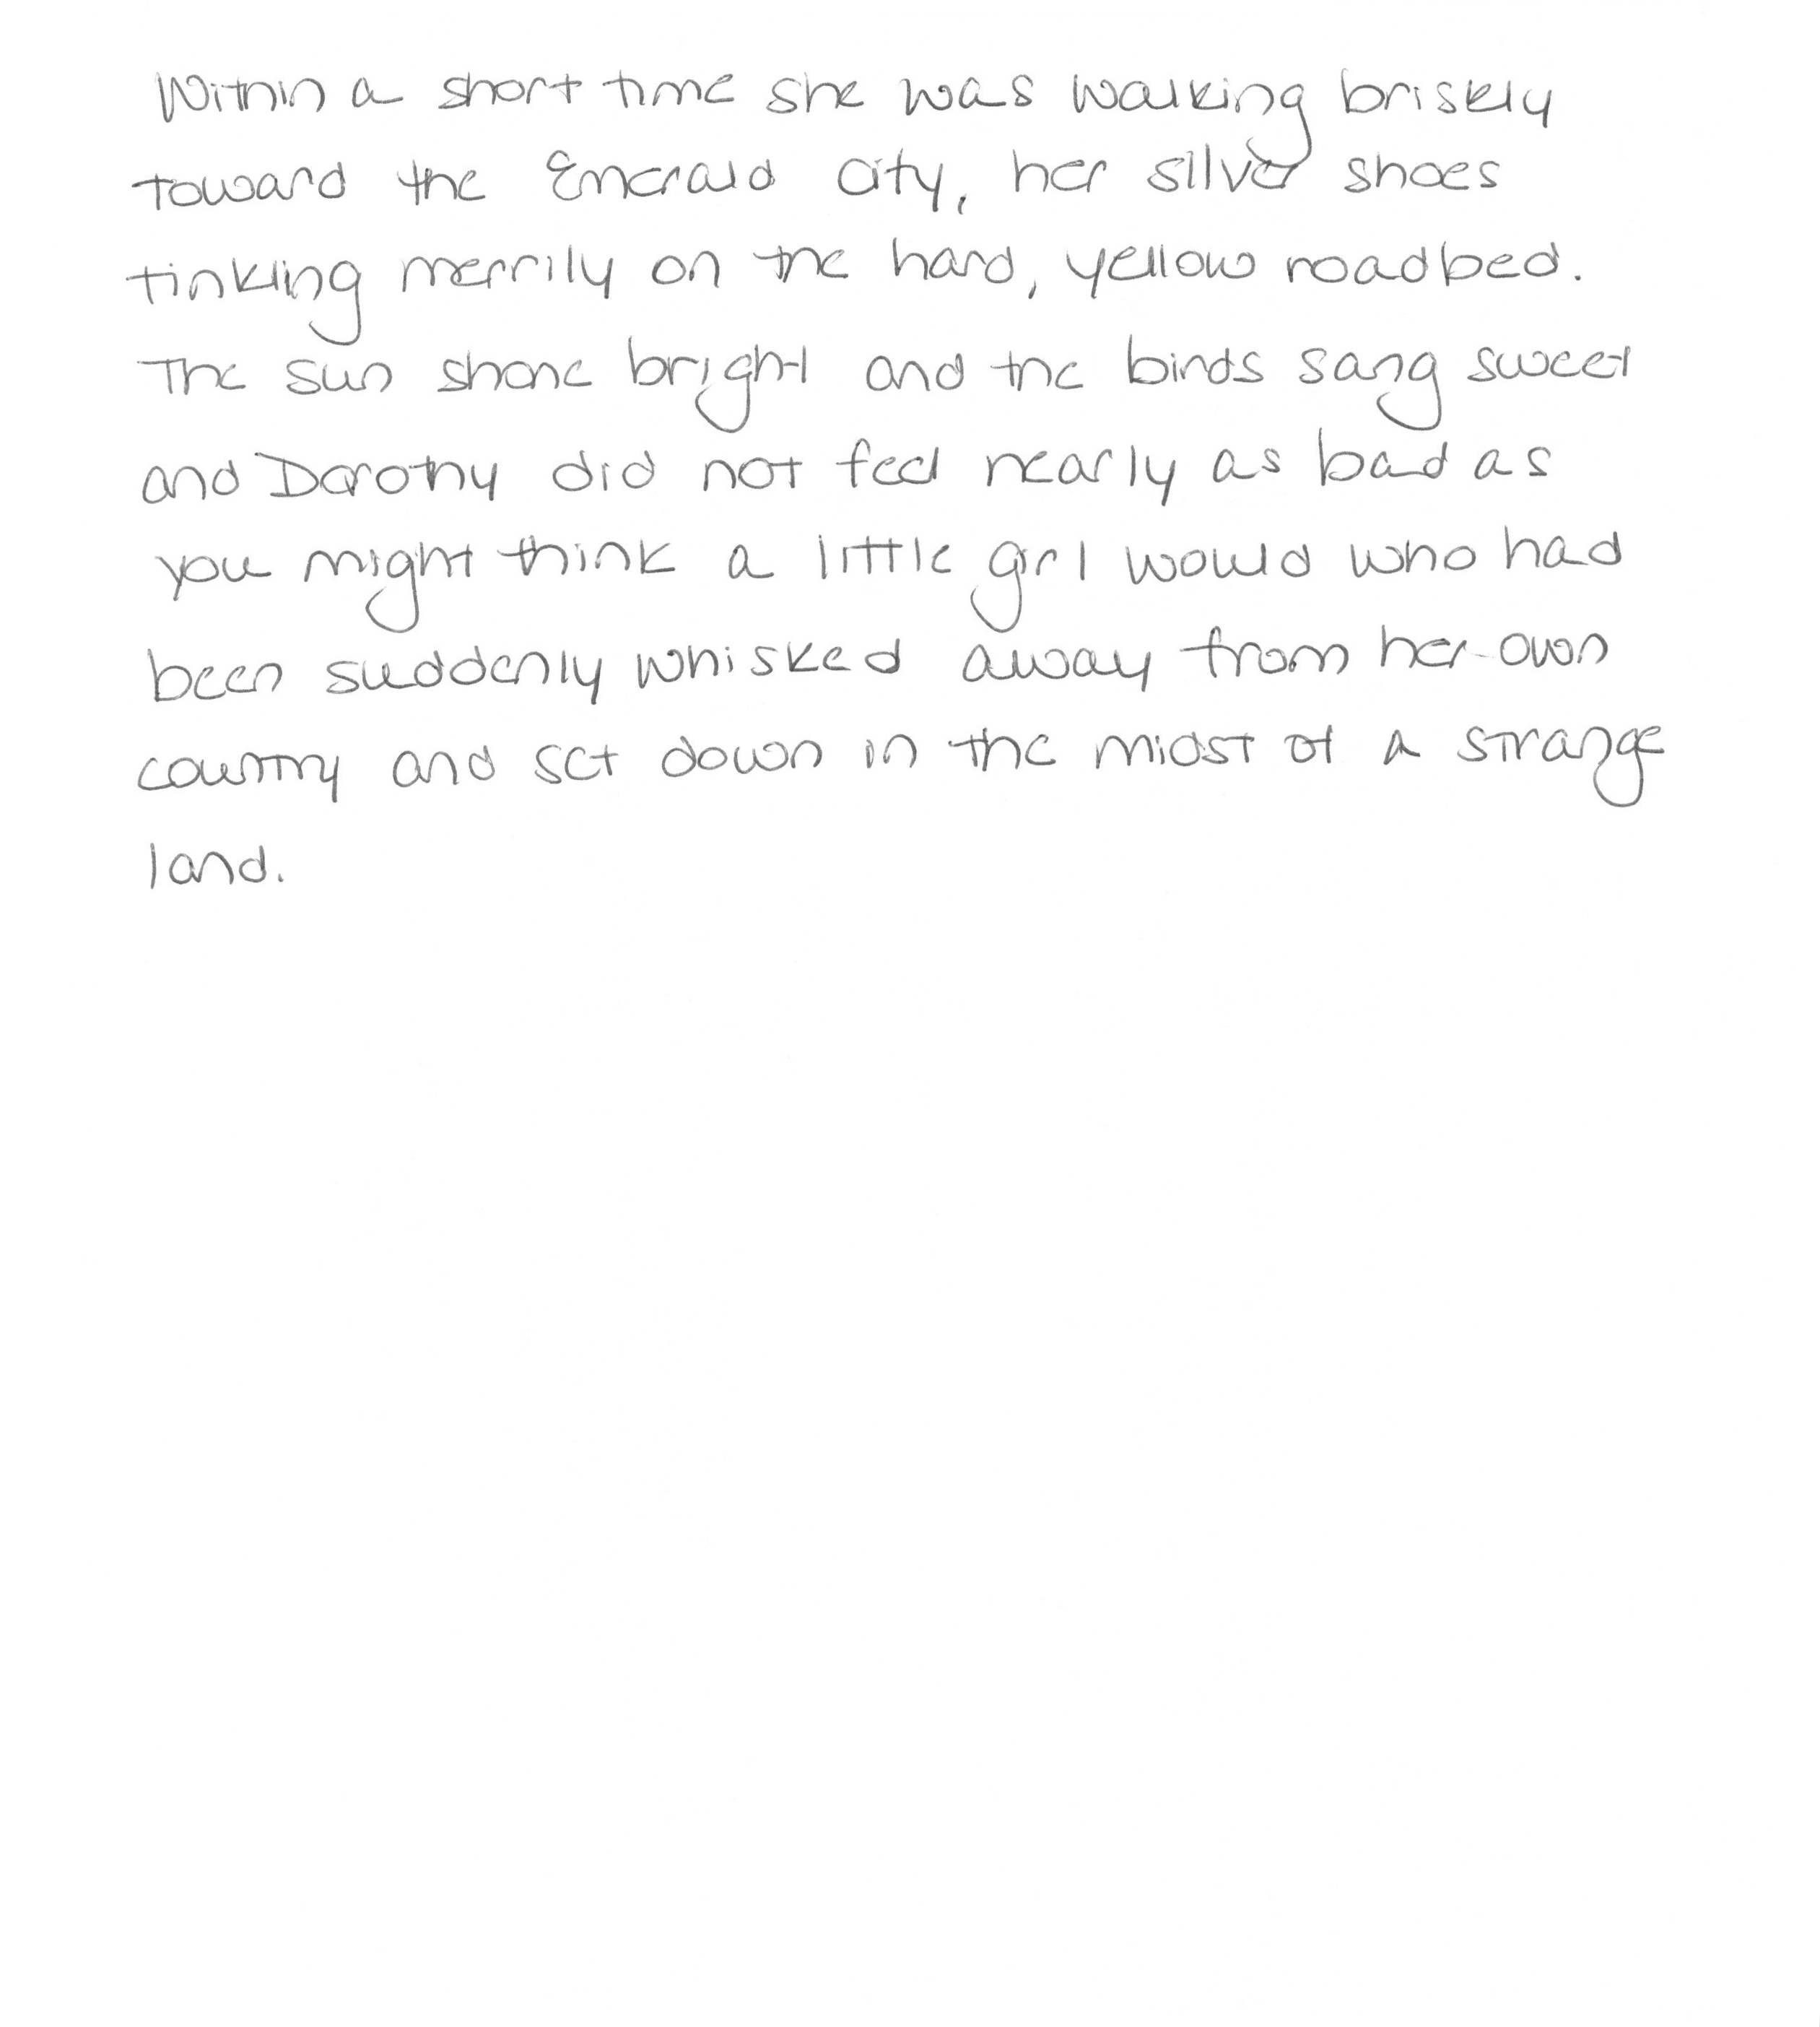 Within a short time she was walking briskly
toward the Emerald City, her silver shoes
tinkling merrily on the hard, yellow roadbed.
The sun shone bright and the birds sang sweet
and Dorothy did not feel nearly as bad as
you might think a little girl would who had
been suddenly whisked away from her own
country and set down in the midst of a strange
land.